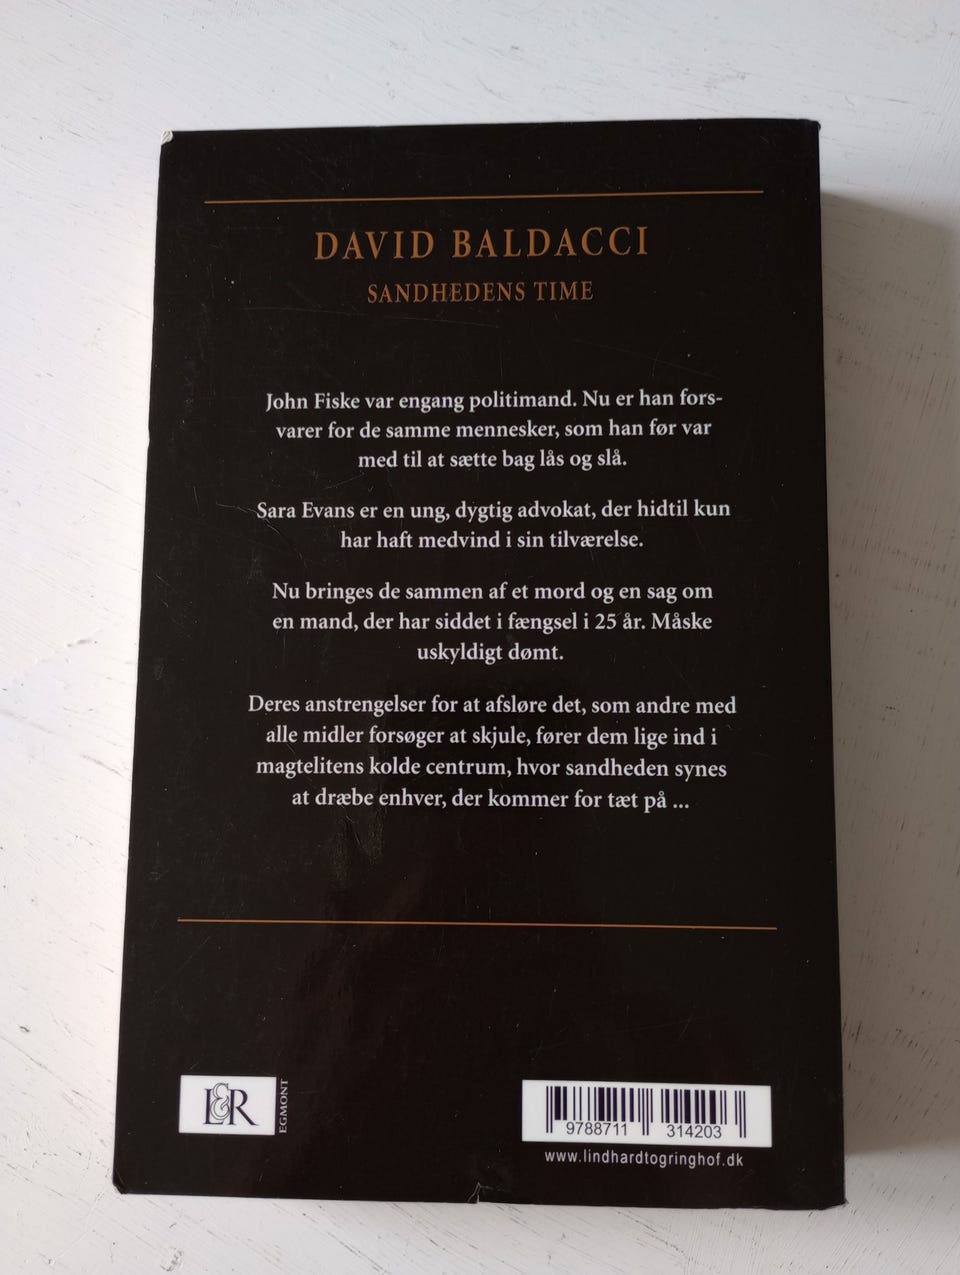 DAVID BALDACCI
SANDHEDENS TIME
John Fiske var engang politimand. Nu er han fors-
varer for de samme mennesker, som han før var
med til at sætte bag lås og slå.
Sara Evans er en ung, dygtig advokat, der hidtil kun
har haft medvind i sin tilværelse.
Nu bringes de sammen af et mord og en sag om
en mand, der har siddet i fængsel i 25 år. Måske
uskyldigt dømt.
Deres anstrengelser for at afsløre det, som andre med
alle midler forsøger at skjule, fører dem lige ind i
magtelitens kolde centrum, hvor sandheden synes
at dræbe enhver, der kommer for tæt på ...
L&R
EGMONT
9788711 314203
www.lindhardtogringhof.dk